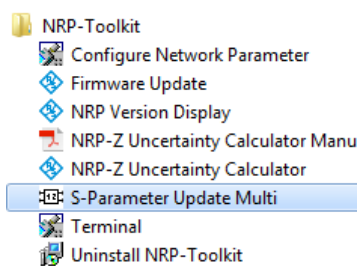 NRP-Toolkit
Configure Network Parameter
Firmware Update
NRP Version Display
NRP-Z Uncertainty Calculator Manu
NRP-Z Uncertainty Calculator
S-Parameter Update Multi
Terminal
Uninstall NRP-Toolkit